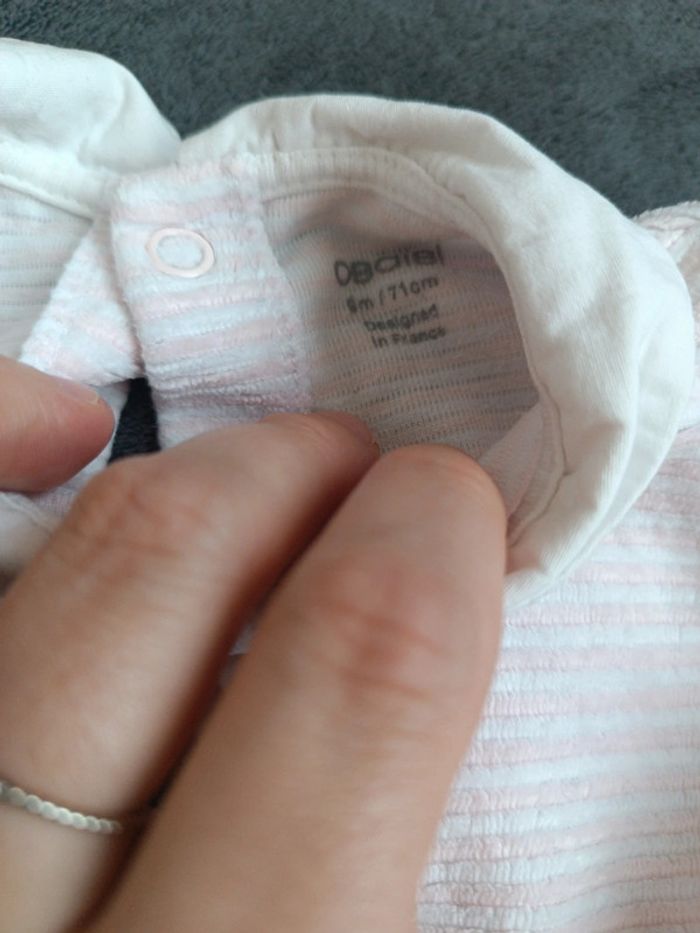 obaïbi
6m / 71cm
Designed
in France